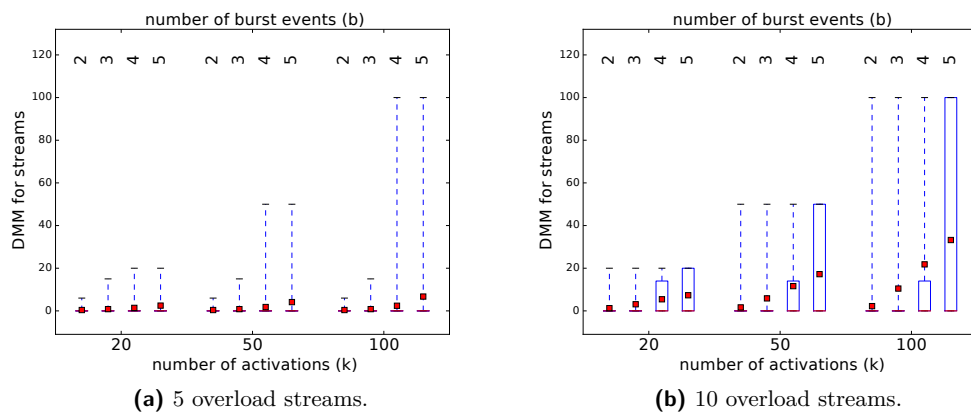 number of burst events (b)
120
100
80
60
40
20
0
DMM for streams
2 3 4 5 2 3 4 5 2 3 4 5
20 50 100
number of activations (k)
(a) 5 overload streams.
number of burst events (b)
120
100
80
60
40
20
0
DMM for streams
2 3 4 5 2 3 4 5 2 3 4 5
20 50 100
number of activations (k)
(b) 10 overload streams.